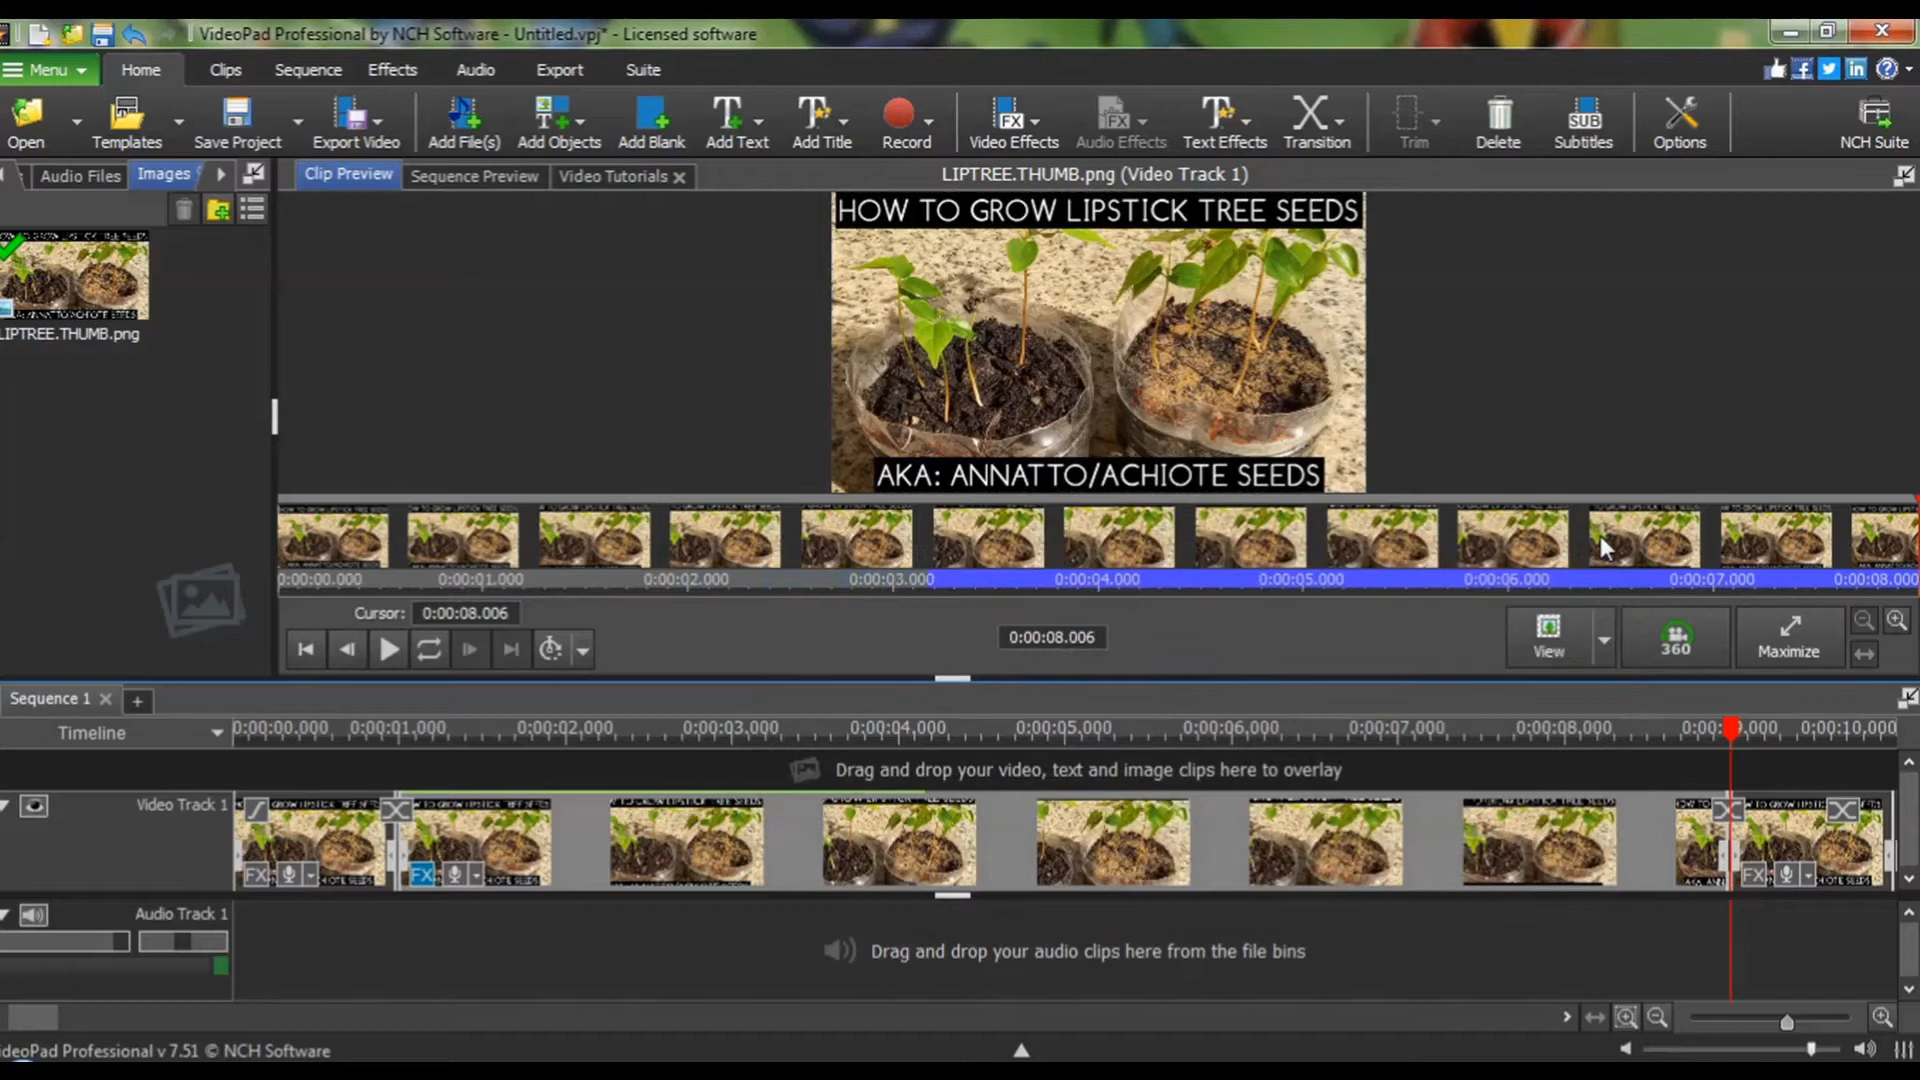 VideoPad Professional by NCH Software - Untitled.vpj* - Licensed software
Menu Home Clips Sequence Effects Audio Export Suite
Open Templates Save Project Export Video Add File(s) Add Objects Add Blank Add Text Add Title Record Video Effects Audio Effects Text Effects Transition Trim Delete Subtitles Options NCH Suite
FX FX SUB
Audio Files Images Clip Preview Sequence Preview Video Tutorials
LIPTREE.THUMB.png (Video Track 1)
HOW TO GROW LIPSTICK TREE SEEDS
LIPTREE.THUMB.png
AKA: ANNATTO/ACHIOTE SEEDS
0:00:00.000 0:00:01.000 0:00:02.000 0:00:03.000 0:00:04.000 0:00:05.000 0:00:06.000 0:00:07.000 0:00:08.000
Cursor: 0:00:08.006
0:00:08.006
View 360 Maximize
Sequence 1
Timeline 0:00:00,000 0:00:01,000 0:00:02,000 0:00:03,000 0:00:04,000 0:00:05,000 0:00:06,000 0:00:07,000 0:00:08,000 0:00:10,000
Drag and drop your video, text and image clips here to overlay
Video Track 1
FX FX FX
Audio Track 1
Drag and drop your audio clips here from the file bins
ideoPad Professional v 7.51 © NCH Software